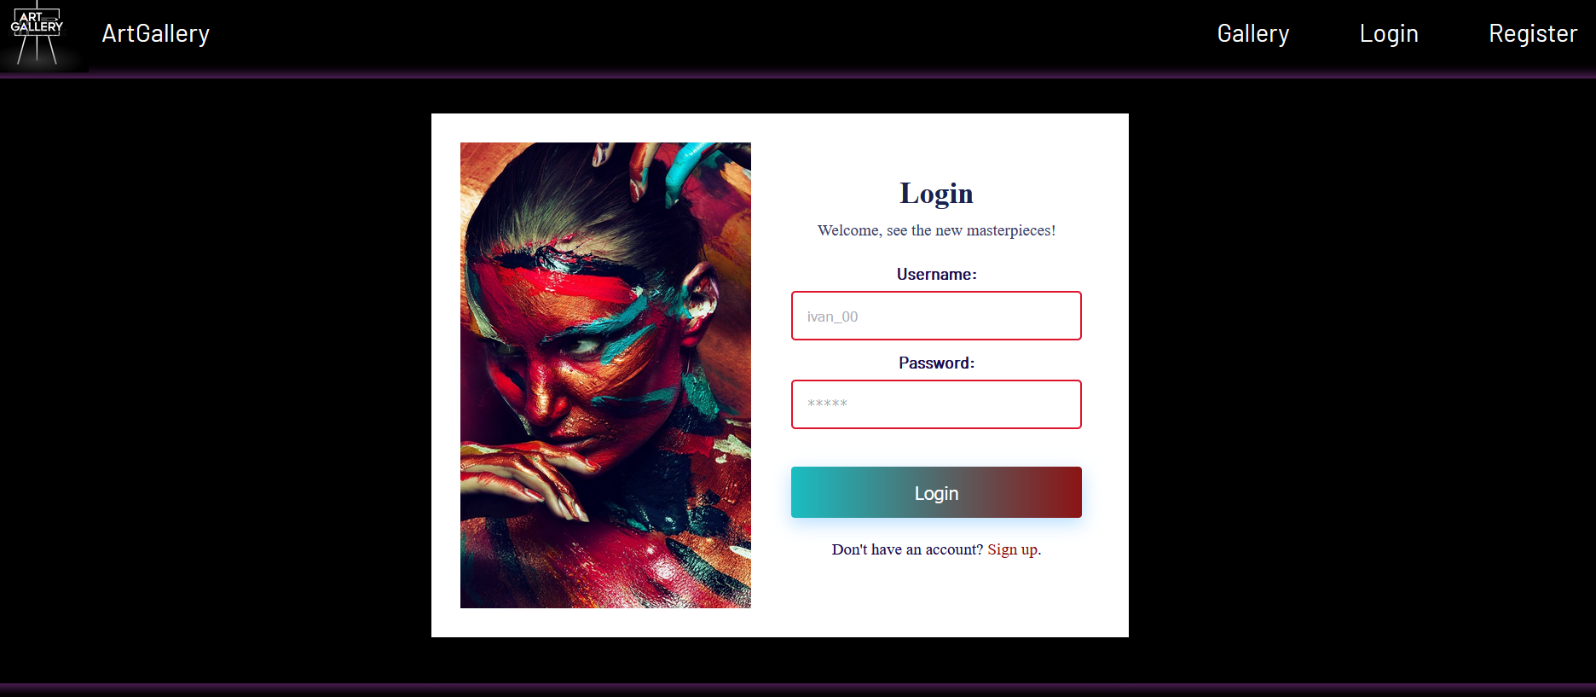 ART
GALLERY
ArtGallery
Gallery
Login
Register
Login
Welcome, see the new masterpieces!
Username:
ivan_00
Password:
*****
Login
Don't have an account? Sign up.